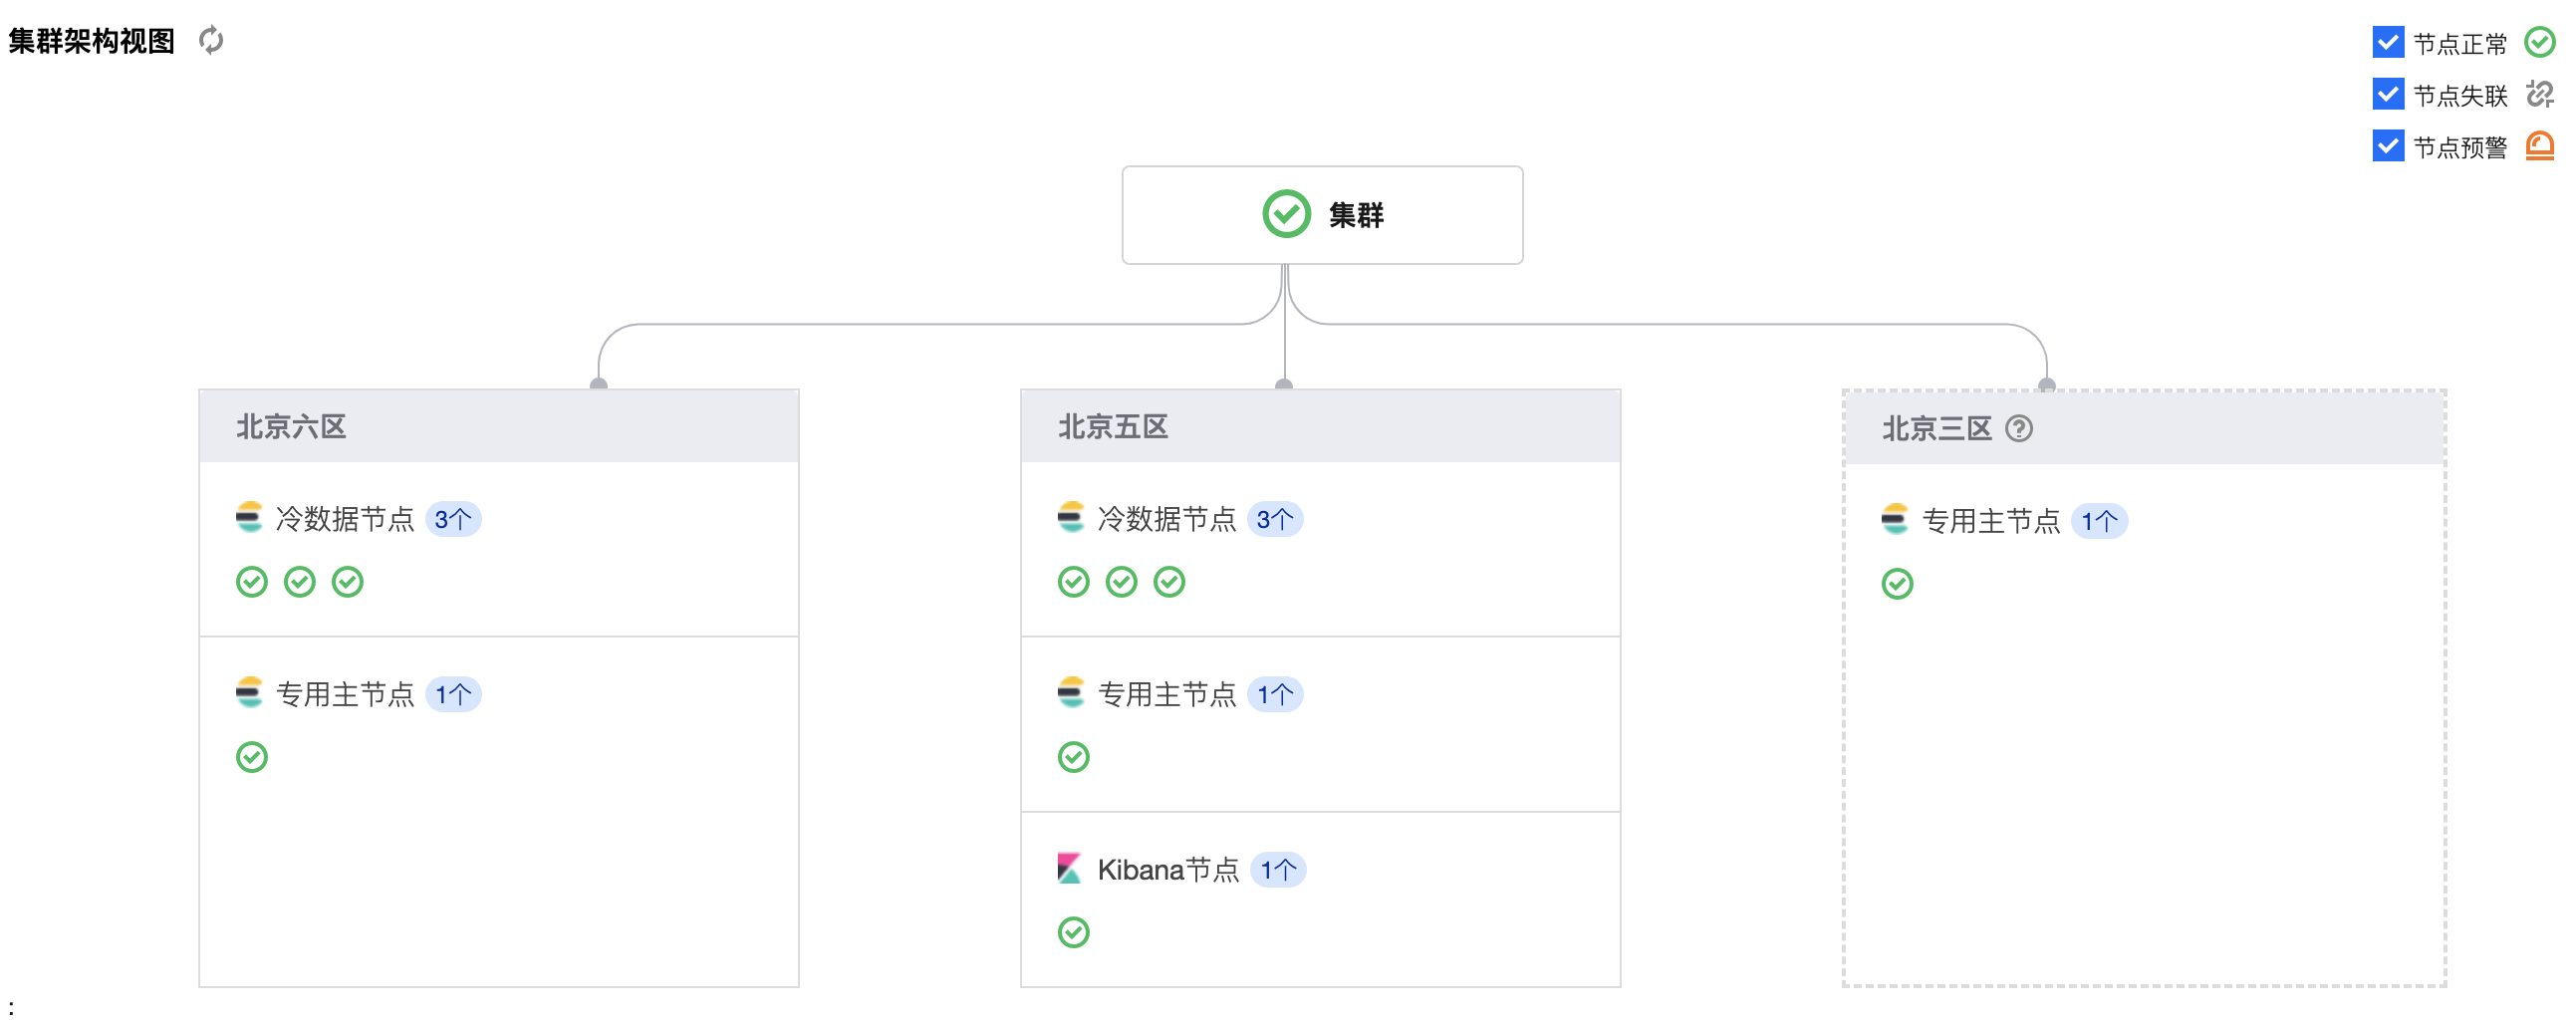 集群架构视图
节点正常
节点失联
节点预警
集群
北京六区
冷数据节点 3个
专用主节点 1个
北京五区
冷数据节点 3个
专用主节点 1个
Kibana节点 1个
北京三区
专用主节点 1个
: